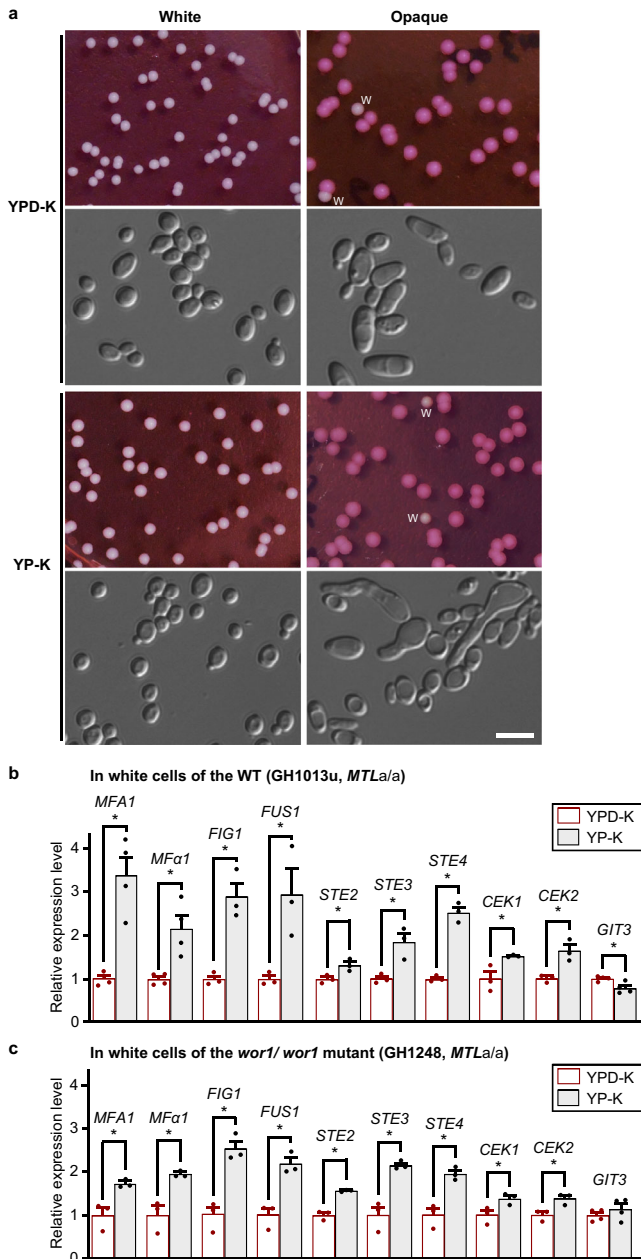 a
White
Opaque
YPD-K
W
W
YP-K
W
W
b
In white cells of the WT (GH1013u, MTLa/a)
Relative expression level
4
3
2
1
0
MFA1
*
MFα1
*
FIG1
*
FUS1
*
STE2
*
STE3
*
STE4
*
CEK1
*
CEK2
*
GIT3
*
YPD-K
YP-K
c
In white cells of the wor1/ wor1 mutant (GH1248, MTLa/a)
Relative expression level
4
3
2
1
0
MFA1
*
MFα1
*
FIG1
*
FUS1
*
STE2
*
STE3
*
STE4
*
CEK1
*
CEK2
*
GIT3
YPD-K
YP-K